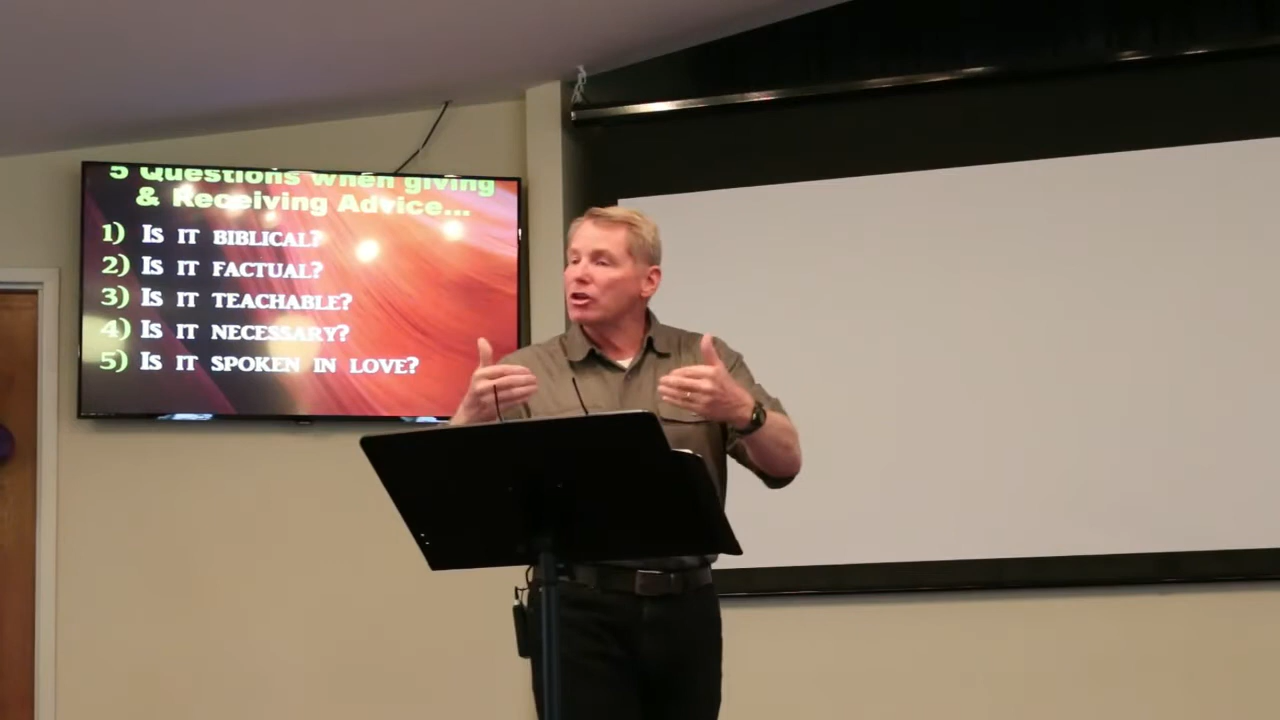 5 Questions when giving
& Receiving Advice...
1) Is it biblical?
2) Is it factual?
3) Is it teachable?
4) Is it necessary?
5) Is it spoken in love?